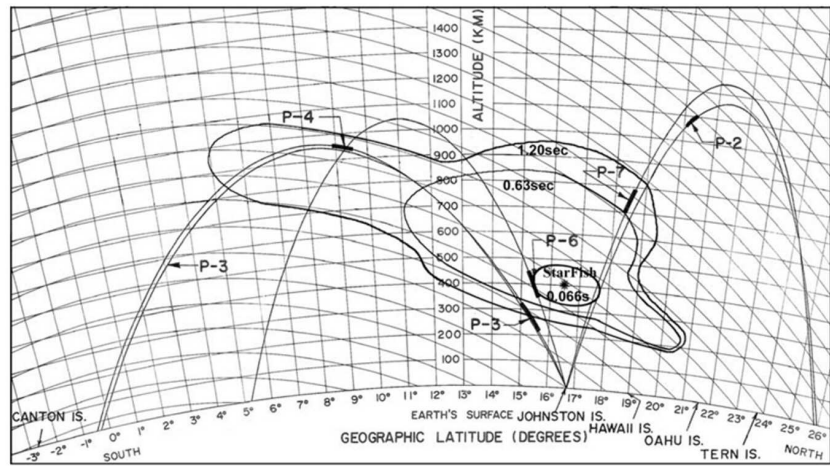 1400
1300
1200
1100
1000
900
800
700
600
500
400
300
200
100
ALTITUDE (KM)
P-4
1.20sec
P-2
P-7
0.63sec
P-6
StarFish
0.066s
P-3
P-3
CANTON IS.
-3° -2° -1° 0° 1° 2° 3° 4° 5° 6° 7° 8° 9° 10° 11° 12° 13° 14° 15° 16° 17° 18° 19° 20° 21° 22° 23° 24° 25° 26°
SOUTH
EARTH'S SURFACE
JOHNSTON IS.
HAWAII IS.
OAHU IS.
TERN IS.
NORTH
GEOGRAPHIC LATITUDE (DEGREES)